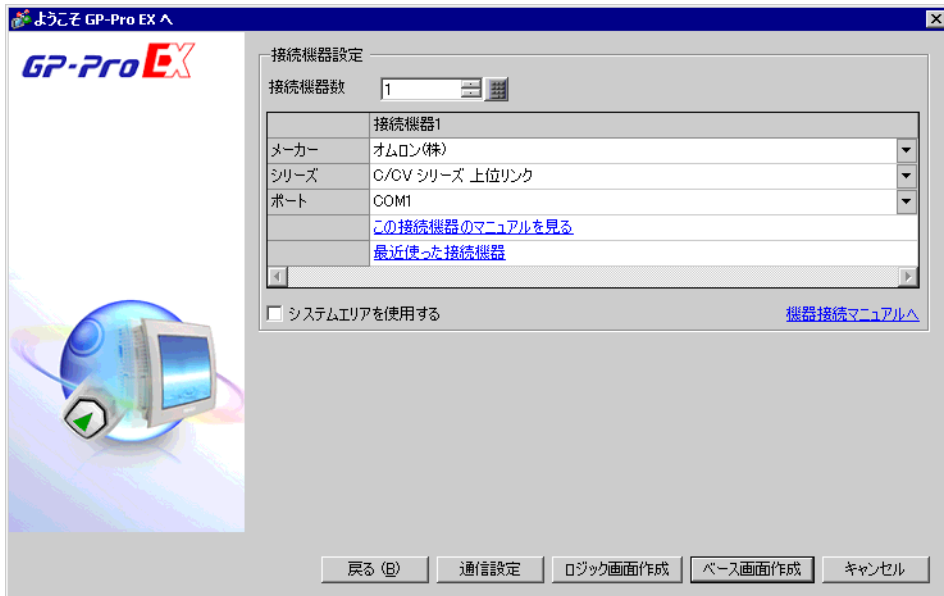 ようこそ GP-Pro EX へ
GP-Pro EX
接続機器設定
接続機器数 1
接続機器1
メーカー オムロン(株)
シリーズ C/CV シリーズ 上位リンク
ポート COM1
この接続機器のマニュアルを見る
最近使った接続機器
システムエリアを使用する 機器接続マニュアルへ
戻る (B) 通信設定 ロジック画面作成 ベース画面作成 キャンセル